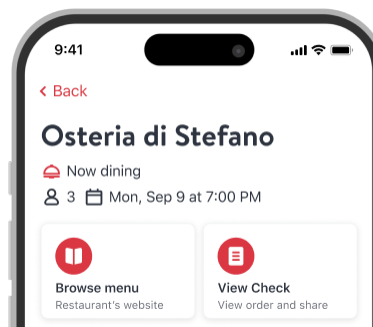 9:41
Back
Osteria di Stefano
Now dining
3 Mon, Sep 9 at 7:00 PM
Browse menu
Restaurant's website
View Check
View order and share